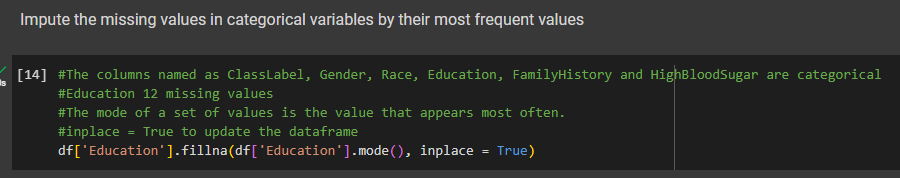 Impute the missing values in categorical variables by their most frequent values
[14] #The columns named as ClassLabel, Gender, Race, Education, FamilyHistory and HighBloodSugar are categorical
#Education 12 missing values
#The mode of a set of values is the value that appears most often.
#inplace = True to update the dataframe
df['Education'].fillna(df['Education'].mode(), inplace = True)